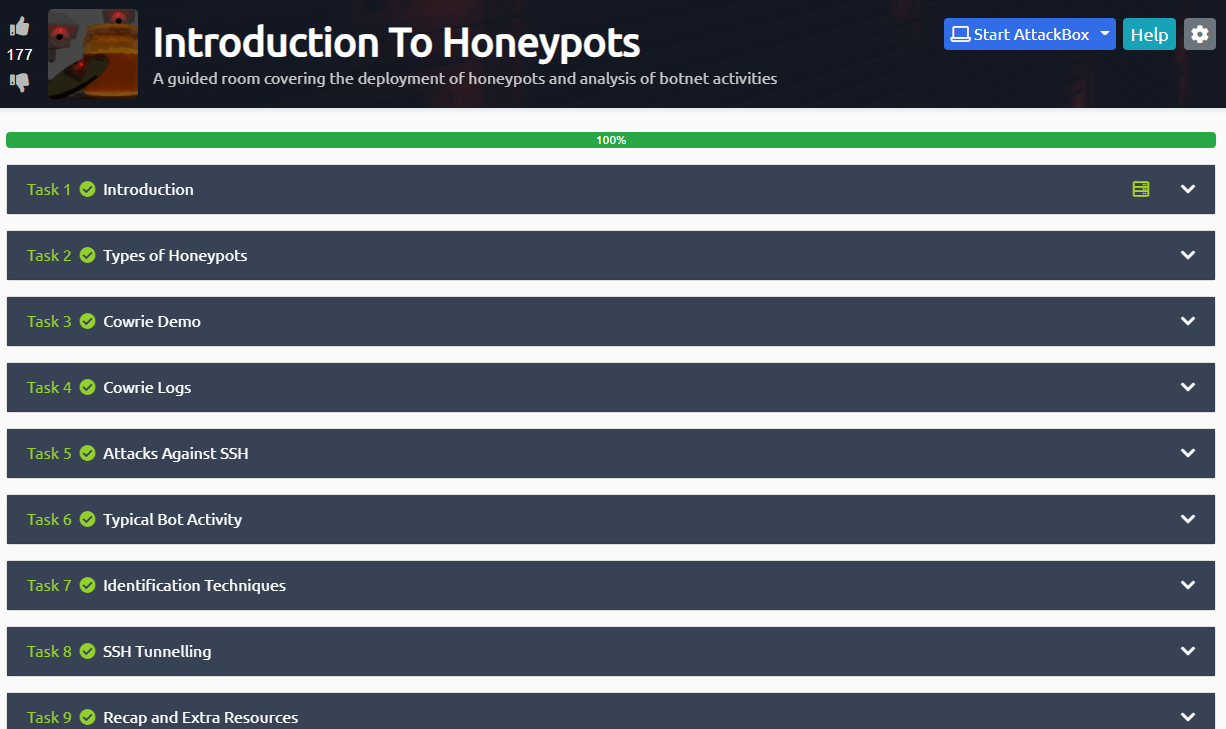 177
Introduction To Honeypots
A guided room covering the deployment of honeypots and analysis of botnet activities
Start AttackBox
Help
100%
Task 1 Introduction
Task 2 Types of Honeypots
Task 3 Cowrie Demo
Task 4 Cowrie Logs
Task 5 Attacks Against SSH
Task 6 Typical Bot Activity
Task 7 Identification Techniques
Task 8 SSH Tunnelling
Task 9 Recap and Extra Resources